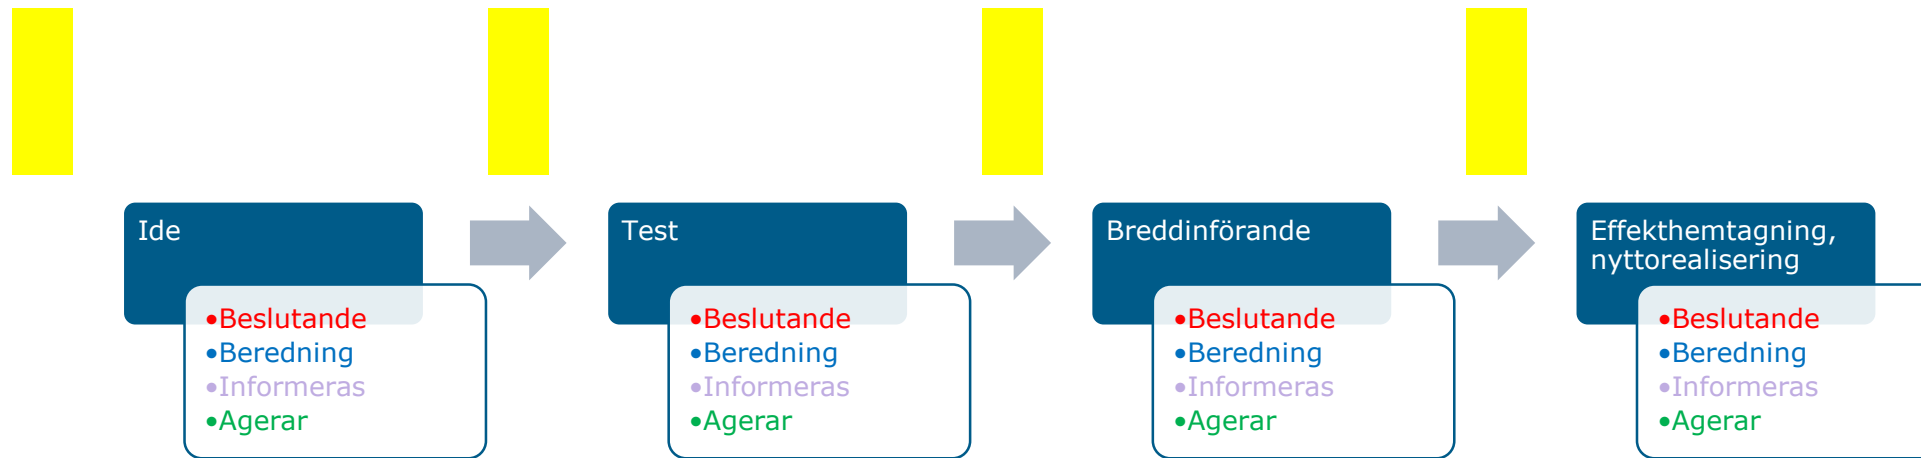 Ide
•Beslutande
•Beredning
•Informeras
•Agerar
Test
•Beslutande
•Beredning
•Informeras
•Agerar
Breddinförande
•Beslutande
•Beredning
•Informeras
•Agerar
Effekthemtagning,
nyttorealisering
•Beslutande
•Beredning
•Informeras
•Agerar